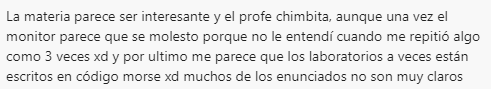 La materia parece ser interesante y el profe chimbita, aunque una vez el
monitor parece que se molesto porque no le entendí cuando me repitió algo
como 3 veces xd y por ultimo me parece que los laboratorios a veces están
escritos en código morse xd muchos de los enunciados no son muy claros